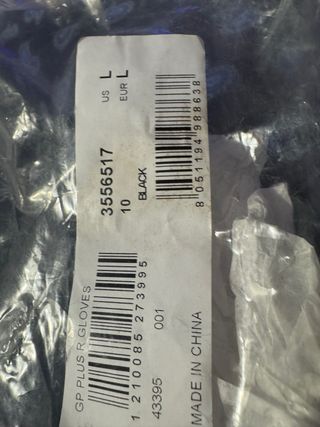 GP PLUS R GLOVES
1 210085 273995
43395 001
MADE IN CHINA
3556517
10 BLACK
US L
EUR L
8 051194 988638